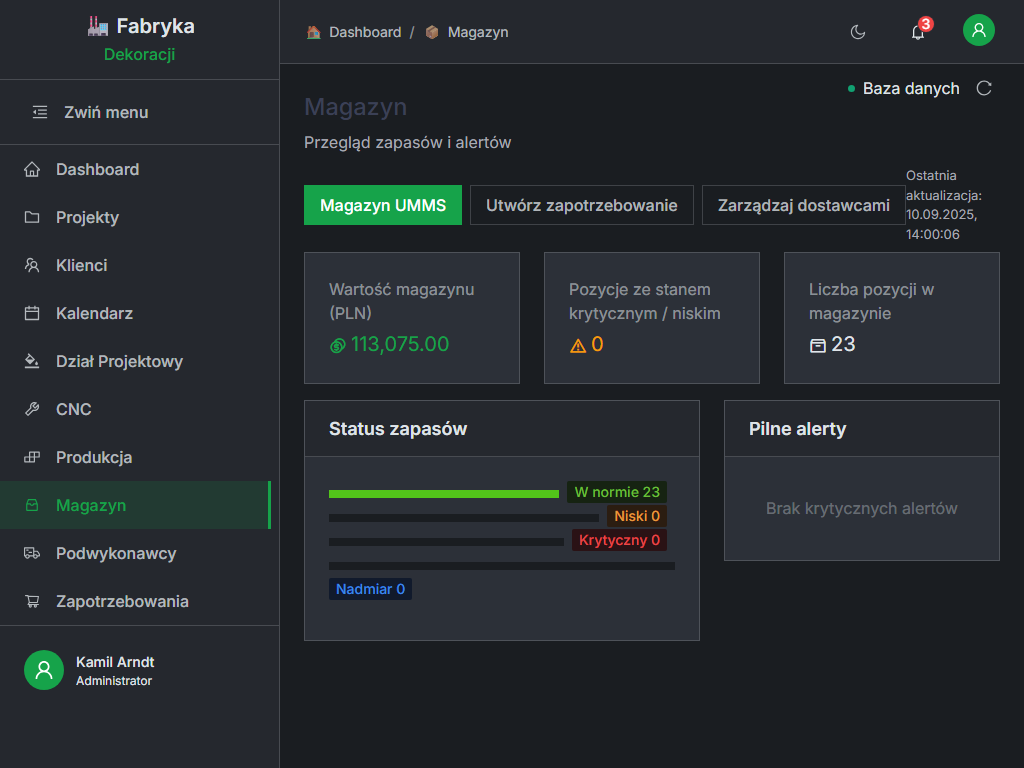 Fabryka
Dekoracji
Zwiń menu
Dashboard
Projekty
Klienci
Kalendarz
Dział Projektowy
CNC
Produkcja
Magazyn
Podwykonawcy
Zapotrzebowania
Kamil Arndt
Administrator
Dashboard / Magazyn
3
Baza danych
Magazyn
Przegląd zapasów i alertów
Magazyn UMMS
Utwórz zapotrzebowanie
Zarządzaj dostawcami
Ostatnia
aktualizacja:
10.09.2025,
14:00:06
Wartość magazynu
(PLN)
113,075.00
Pozycje ze stanem
krytycznym / niskim
0
Liczba pozycji w
magazynie
23
Status zapasów
W normie 23
Niski 0
Krytyczny 0
Nadmiar 0
Pilne alerty
Brak krytycznych alertów